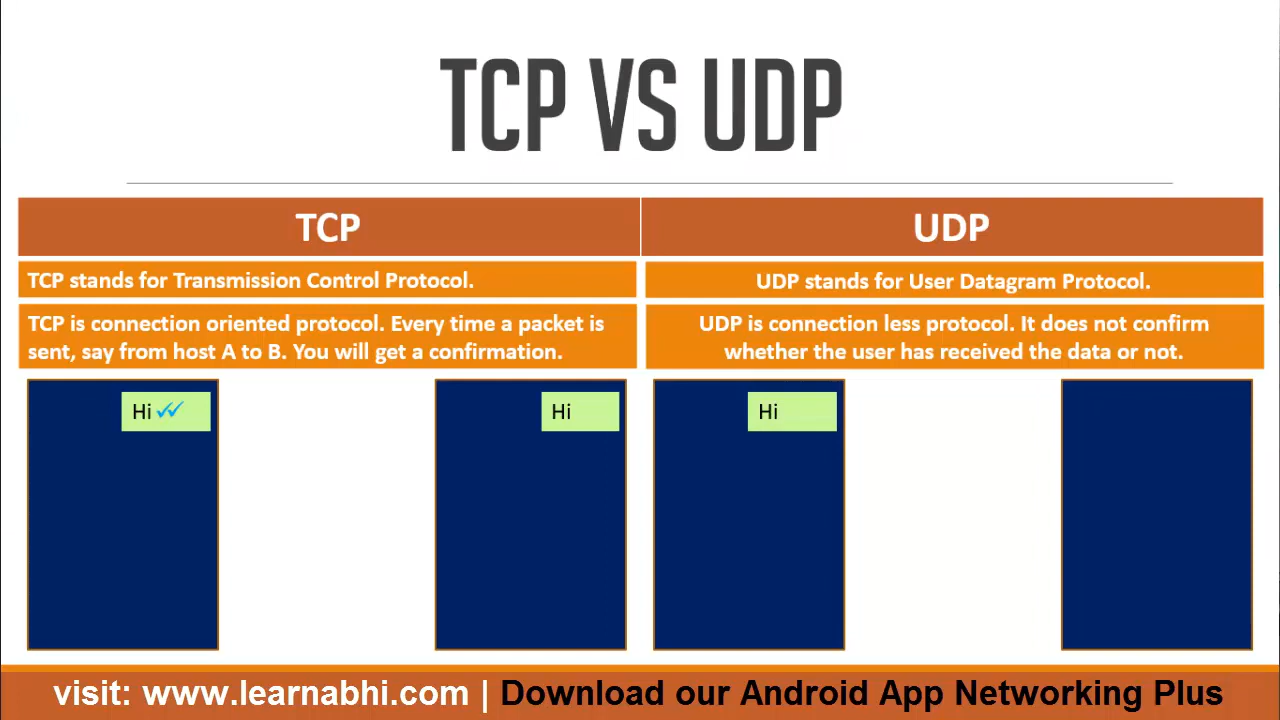 TCP VS UDP
TCP
UDP
TCP stands for Transmission Control Protocol.
UDP stands for User Datagram Protocol.
TCP is connection oriented protocol. Every time a packet is
sent, say from host A to B. You will get a confirmation.
UDP is connection less protocol. It does not confirm
whether the user has received the data or not.
Hi
Hi
Hi
visit: www.learnabhi.com | Download our Android App Networking Plus